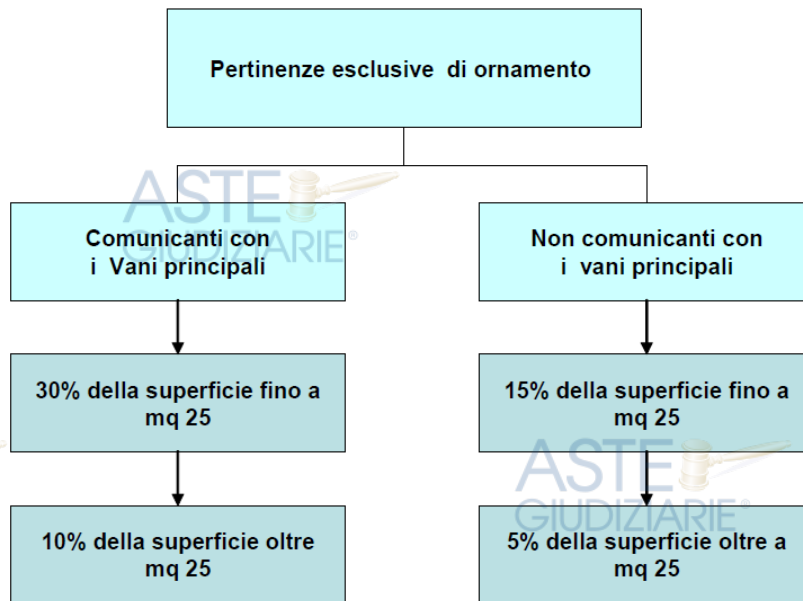 Pertinenze esclusive di ornamento
ASTE
GIUDIZIARIE®
Comunicanti con
i Vani principali
Non comunicanti con
i vani principali
30% della superficie fino a
mq 25
15% della superficie fino a
mq 25
ASTE
GIUDIZIARIE®
10% della superficie oltre
mq 25
5% della superficie oltre a
mq 25